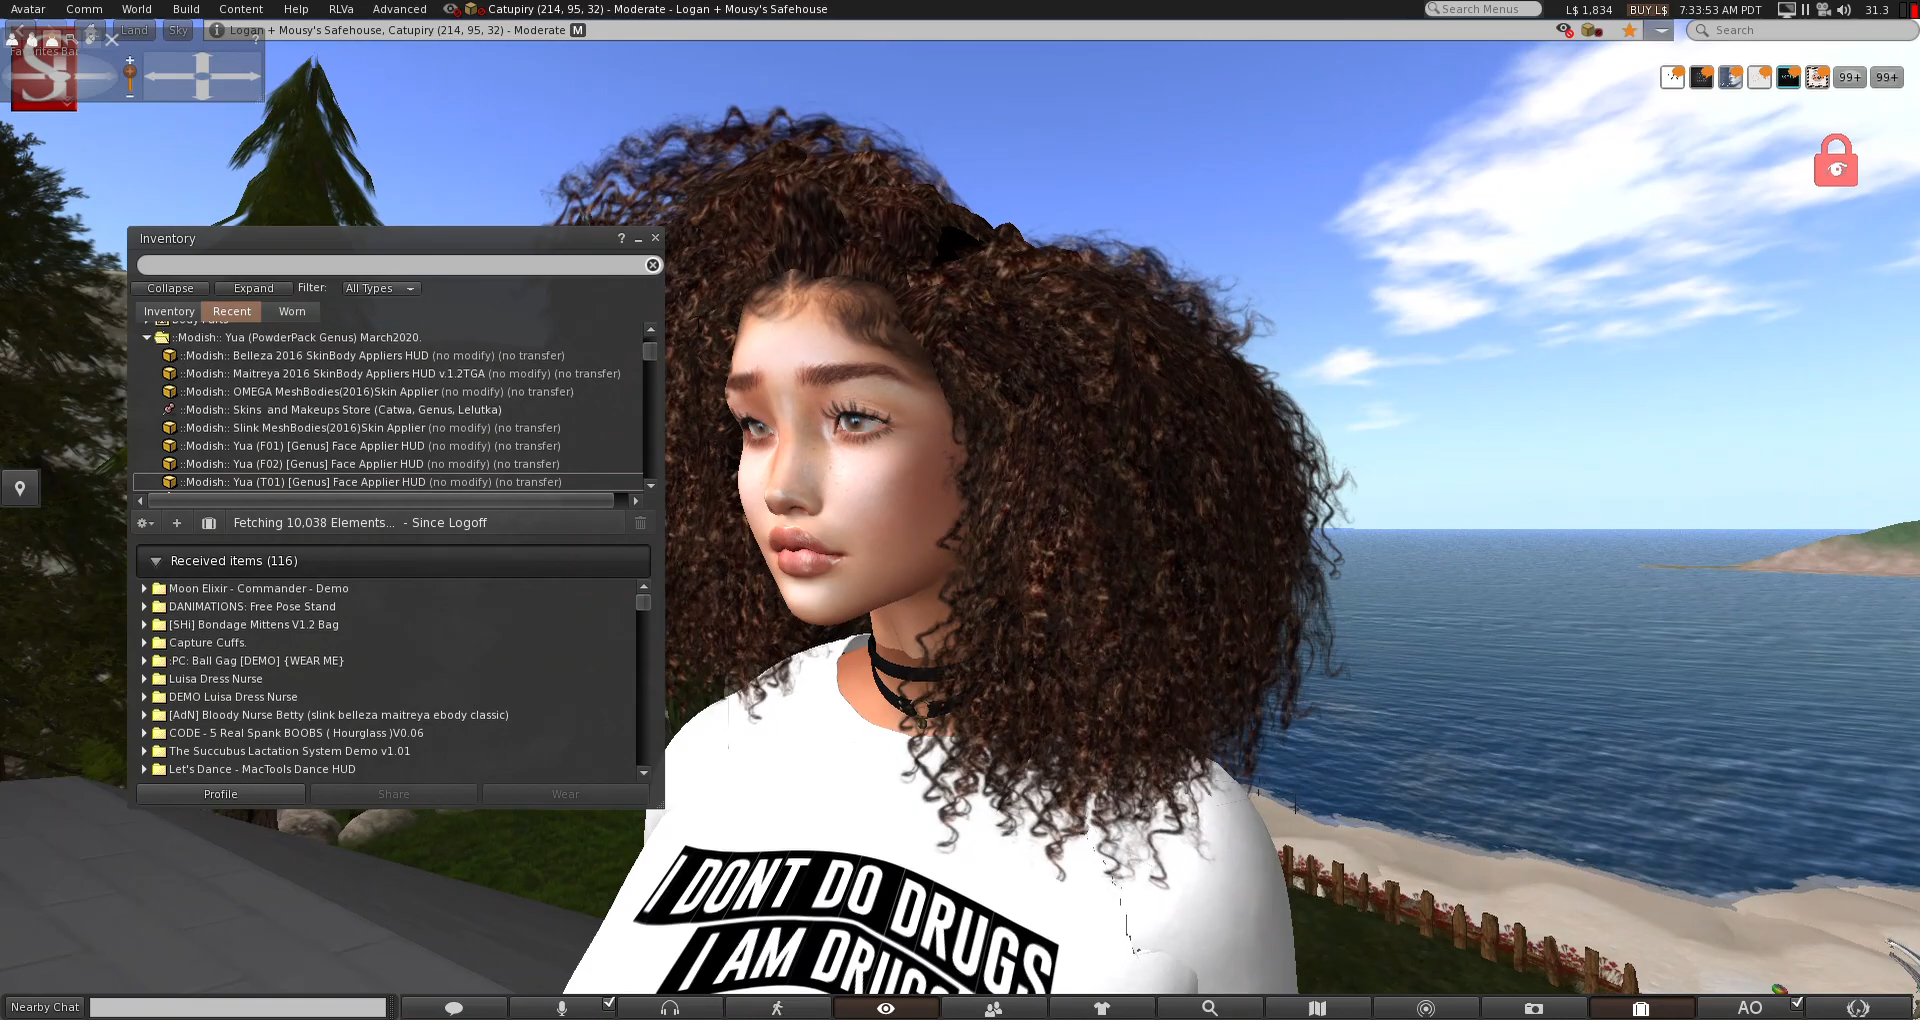 Avatar Comm World Build Content Help RLVa Advanced Catupiry (214, 95, 32) - Moderate - Logan + Mousy's Safehouse Search Menus L$ 1,834 BUY L$ 7:33:53 AM PDT 31.3
Land Sky Logan + Mousy's Safehouse, Catupiry (214, 95, 32) - Moderate M Search
Favorites Bar
99+ 99+
Inventory
Collapse Expand Filter: All Types
Inventory Recent Worn
Body Parts
::Modish:: Yua (PowderPack Genus) March2020.
::Modish:: Belleza 2016 SkinBody Appliers HUD (no modify) (no transfer)
::Modish:: Maitreya 2016 SkinBody Appliers HUD v.1.2TGA (no modify) (no transfer)
::Modish:: OMEGA MeshBodies(2016)Skin Applier (no modify) (no transfer)
::Modish:: Skins and Makeups Store (Catwa, Genus, Lelutka)
::Modish:: Slink MeshBodies(2016)Skin Applier (no modify) (no transfer)
::Modish:: Yua (F01) [Genus] Face Applier HUD (no modify) (no transfer)
::Modish:: Yua (F02) [Genus] Face Applier HUD (no modify) (no transfer)
::Modish:: Yua (T01) [Genus] Face Applier HUD (no modify) (no transfer)
Fetching 10,038 Elements... - Since Logoff
Received items (116)
Moon Elixir - Commander - Demo
DANIMATIONS: Free Pose Stand
[SHi] Bondage Mittens V1.2 Bag
Capture Cuffs.
:PC: Ball Gag [DEMO] {WEAR ME}
Luisa Dress Nurse
DEMO Luisa Dress Nurse
[AdN] Bloody Nurse Betty (slink belleza maitreya ebody classic)
CODE - 5 Real Spank BOOBS ( Hourglass )V0.06
The Succubus Lactation System Demo v1.01
Let's Dance - MacTools Dance HUD
Profile Share Wear
I DONT DO DRUGS
I AM DRUGS
Nearby Chat AO